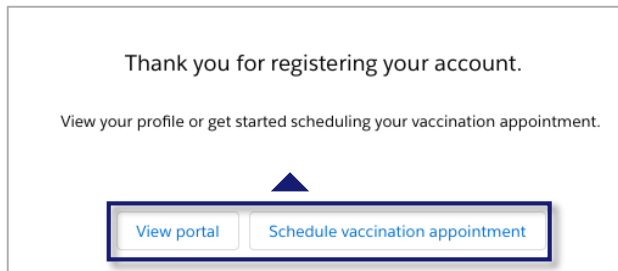 Thank you for registering your account.
View your profile or get started scheduling your vaccination appointment.
View portal
Schedule vaccination appointment